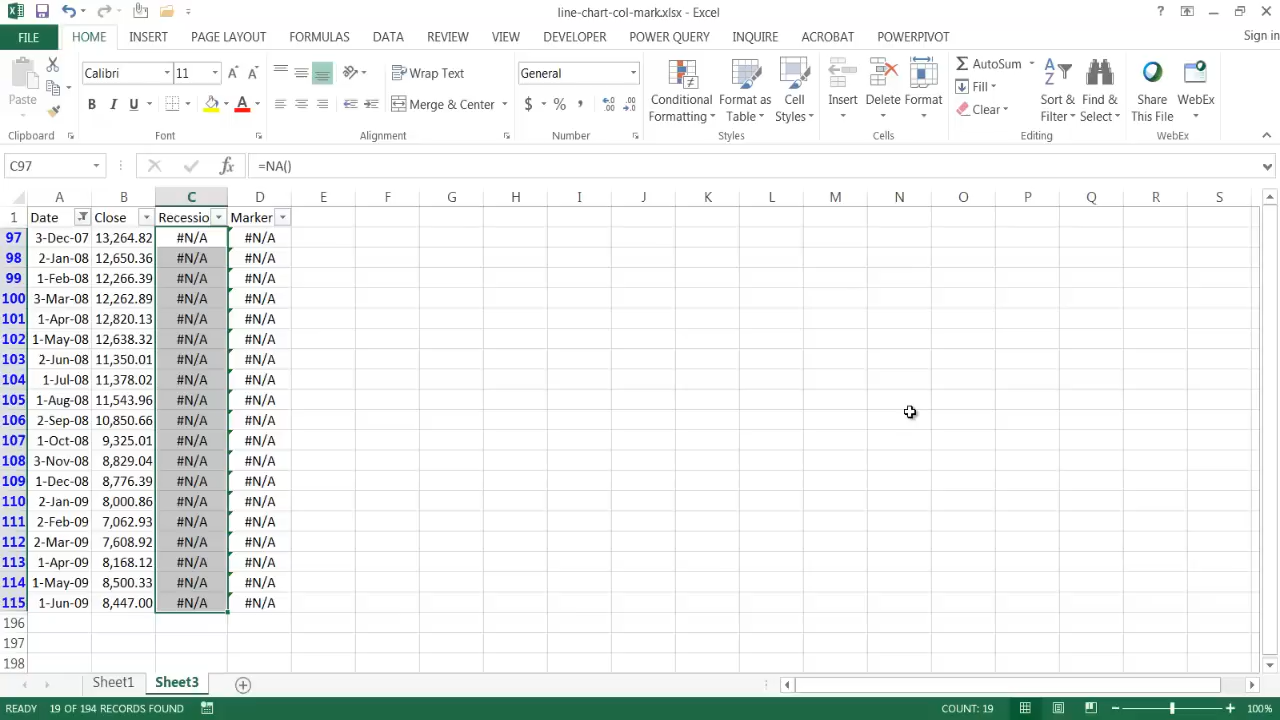 line-chart-col-mark.xlsx - Excel
?
FILE HOME INSERT PAGE LAYOUT FORMULAS DATA REVIEW VIEW DEVELOPER POWER QUERY INQUIRE ACROBAT POWERPIVOT Sign in
Paste
Calibri 11
B I U A
Wrap Text
Merge & Center
General
$ % ,
Conditional Formatting
Format as Table
Cell Styles
Insert
Delete
Format
AutoSum
Fill
Clear
Sort & Filter
Find & Select
Share This File
WebEx
Clipboard Font Alignment Number Styles Cells Editing WebEx
C97 fx =NA()
A B C D E F G H I J K L M N O P Q R S
1 Date Close Recessio Marker
97 3-Dec-07 13,264.82 #N/A #N/A
98 2-Jan-08 12,650.36 #N/A #N/A
99 1-Feb-08 12,266.39 #N/A #N/A
100 3-Mar-08 12,262.89 #N/A #N/A
101 1-Apr-08 12,820.13 #N/A #N/A
102 1-May-08 12,638.32 #N/A #N/A
103 2-Jun-08 11,350.01 #N/A #N/A
104 1-Jul-08 11,378.02 #N/A #N/A
105 1-Aug-08 11,543.96 #N/A #N/A
106 2-Sep-08 10,850.66 #N/A #N/A
107 1-Oct-08 9,325.01 #N/A #N/A
108 3-Nov-08 8,829.04 #N/A #N/A
109 1-Dec-08 8,776.39 #N/A #N/A
110 2-Jan-09 8,000.86 #N/A #N/A
111 2-Feb-09 7,062.93 #N/A #N/A
112 2-Mar-09 7,608.92 #N/A #N/A
113 1-Apr-09 8,168.12 #N/A #N/A
114 1-May-09 8,500.33 #N/A #N/A
115 1-Jun-09 8,447.00 #N/A #N/A
196
197
198
Sheet1 Sheet3
READY 19 OF 194 RECORDS FOUND COUNT: 19 100%